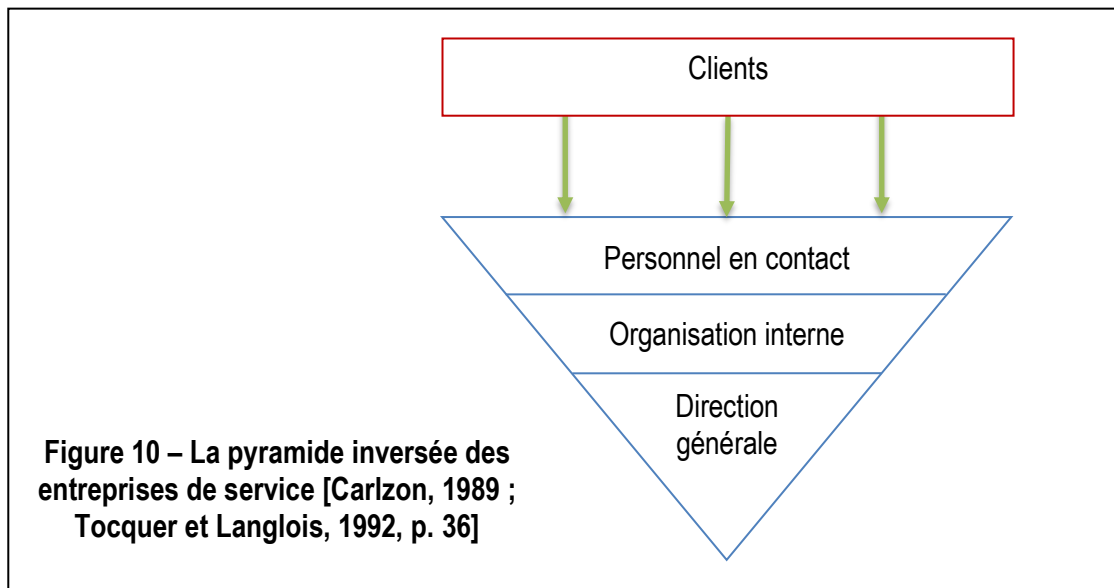 Clients
Personnel en contact
Organisation interne
Direction
générale
Figure 10 – La pyramide inversée des
entreprises de service [Carlzon, 1989 ;
Tocquer et Langlois, 1992, p. 36]